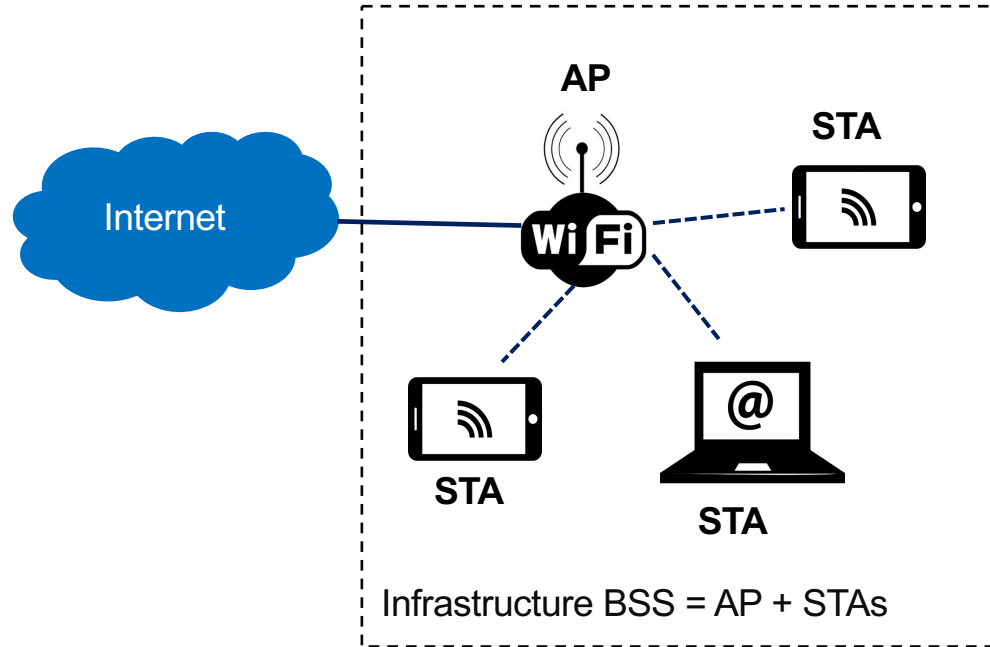 AP
STA
Internet
Wi Fi
@
STA
STA
Infrastructure BSS = AP + STAs